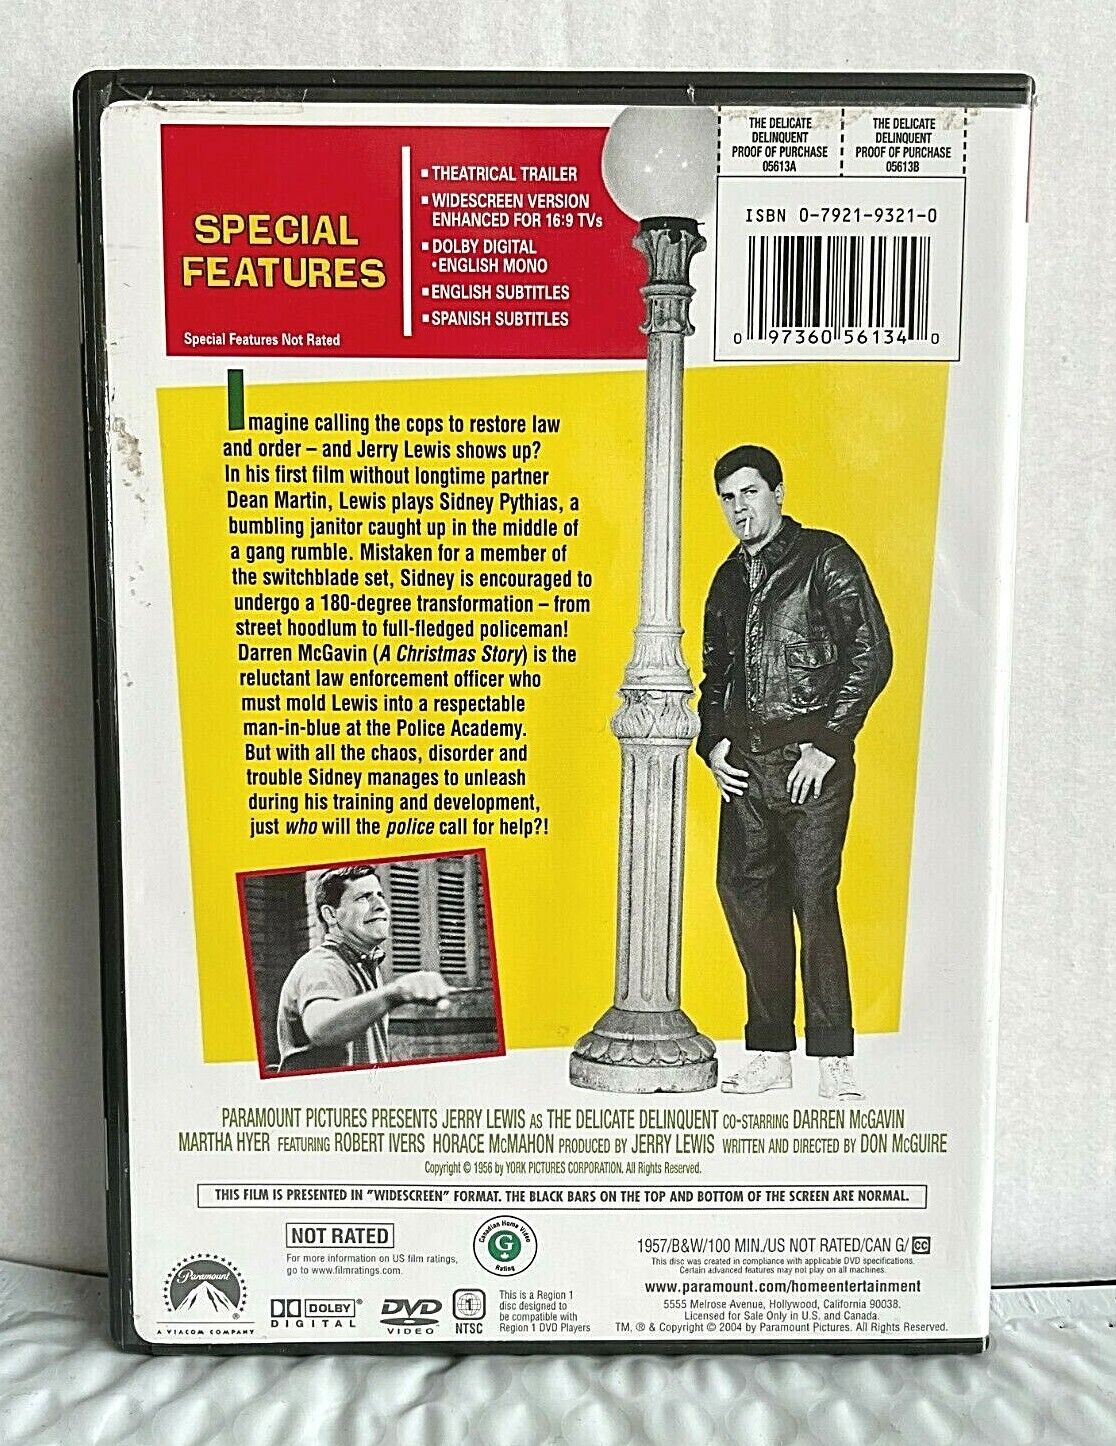 THE DELICATE
DELINQUENT
PROOF OF PURCHASE
05613A
THE DELICATE
DELINQUENT
PROOF OF PURCHASE
05613B
ISBN 0-7921-9321-0
0 97360 56134 0
SPECIAL
FEATURES
Special Features Not Rated
▪ THEATRICAL TRAILER
▪ WIDESCREEN VERSION
ENHANCED FOR 16:9 TVs
▪ DOLBY DIGITAL
•ENGLISH MONO
▪ ENGLISH SUBTITLES
▪ SPANISH SUBTITLES
Imagine calling the cops to restore law
and order – and Jerry Lewis shows up?
In his first film without longtime partner
Dean Martin, Lewis plays Sidney Pythias, a
bumbling janitor caught up in the middle of
a gang rumble. Mistaken for a member of
the switchblade set, Sidney is encouraged to
undergo a 180-degree transformation – from
street hoodlum to full-fledged policeman!
Darren McGavin (A Christmas Story) is the
reluctant law enforcement officer who
must mold Lewis into a respectable
man-in-blue at the Police Academy.
But with all the chaos, disorder and
trouble Sidney manages to unleash
during his training and development,
just who will the police call for help?!
PARAMOUNT PICTURES PRESENTS JERRY LEWIS AS THE DELICATE DELINQUENT CO-STARRING DARREN McGAVIN
MARTHA HYER FEATURING ROBERT IVERS HORACE McMAHON PRODUCED BY JERRY LEWIS WRITTEN AND DIRECTED BY DON McGUIRE
Copyright © 1956 by YORK PICTURES CORPORATION. All Rights Reserved.
THIS FILM IS PRESENTED IN "WIDESCREEN" FORMAT. THE BLACK BARS ON THE TOP AND BOTTOM OF THE SCREEN ARE NORMAL.
NOT RATED
For more information on US film ratings,
go to www.filmratings.com.
Canadian Home Video
G
Rating
1957/B&W/100 MIN./US NOT RATED/CAN G/ CC
This disc was created in compliance with applicable DVD specifications.
Certain advanced features may not play on all machines.
www.paramount.com/homeentertainment
5555 Melrose Avenue, Hollywood, California 90038.
Licensed for Sale Only in U.S. and Canada.
TM, ® & Copyright © 2004 by Paramount Pictures. All Rights Reserved.
Paramount
®
A VIACOM COMPANY
DOLBY®
DIGITAL
DVD
VIDEO™
1
NTSC
This is a Region 1
disc designed to
be compatible with
Region 1 DVD Players